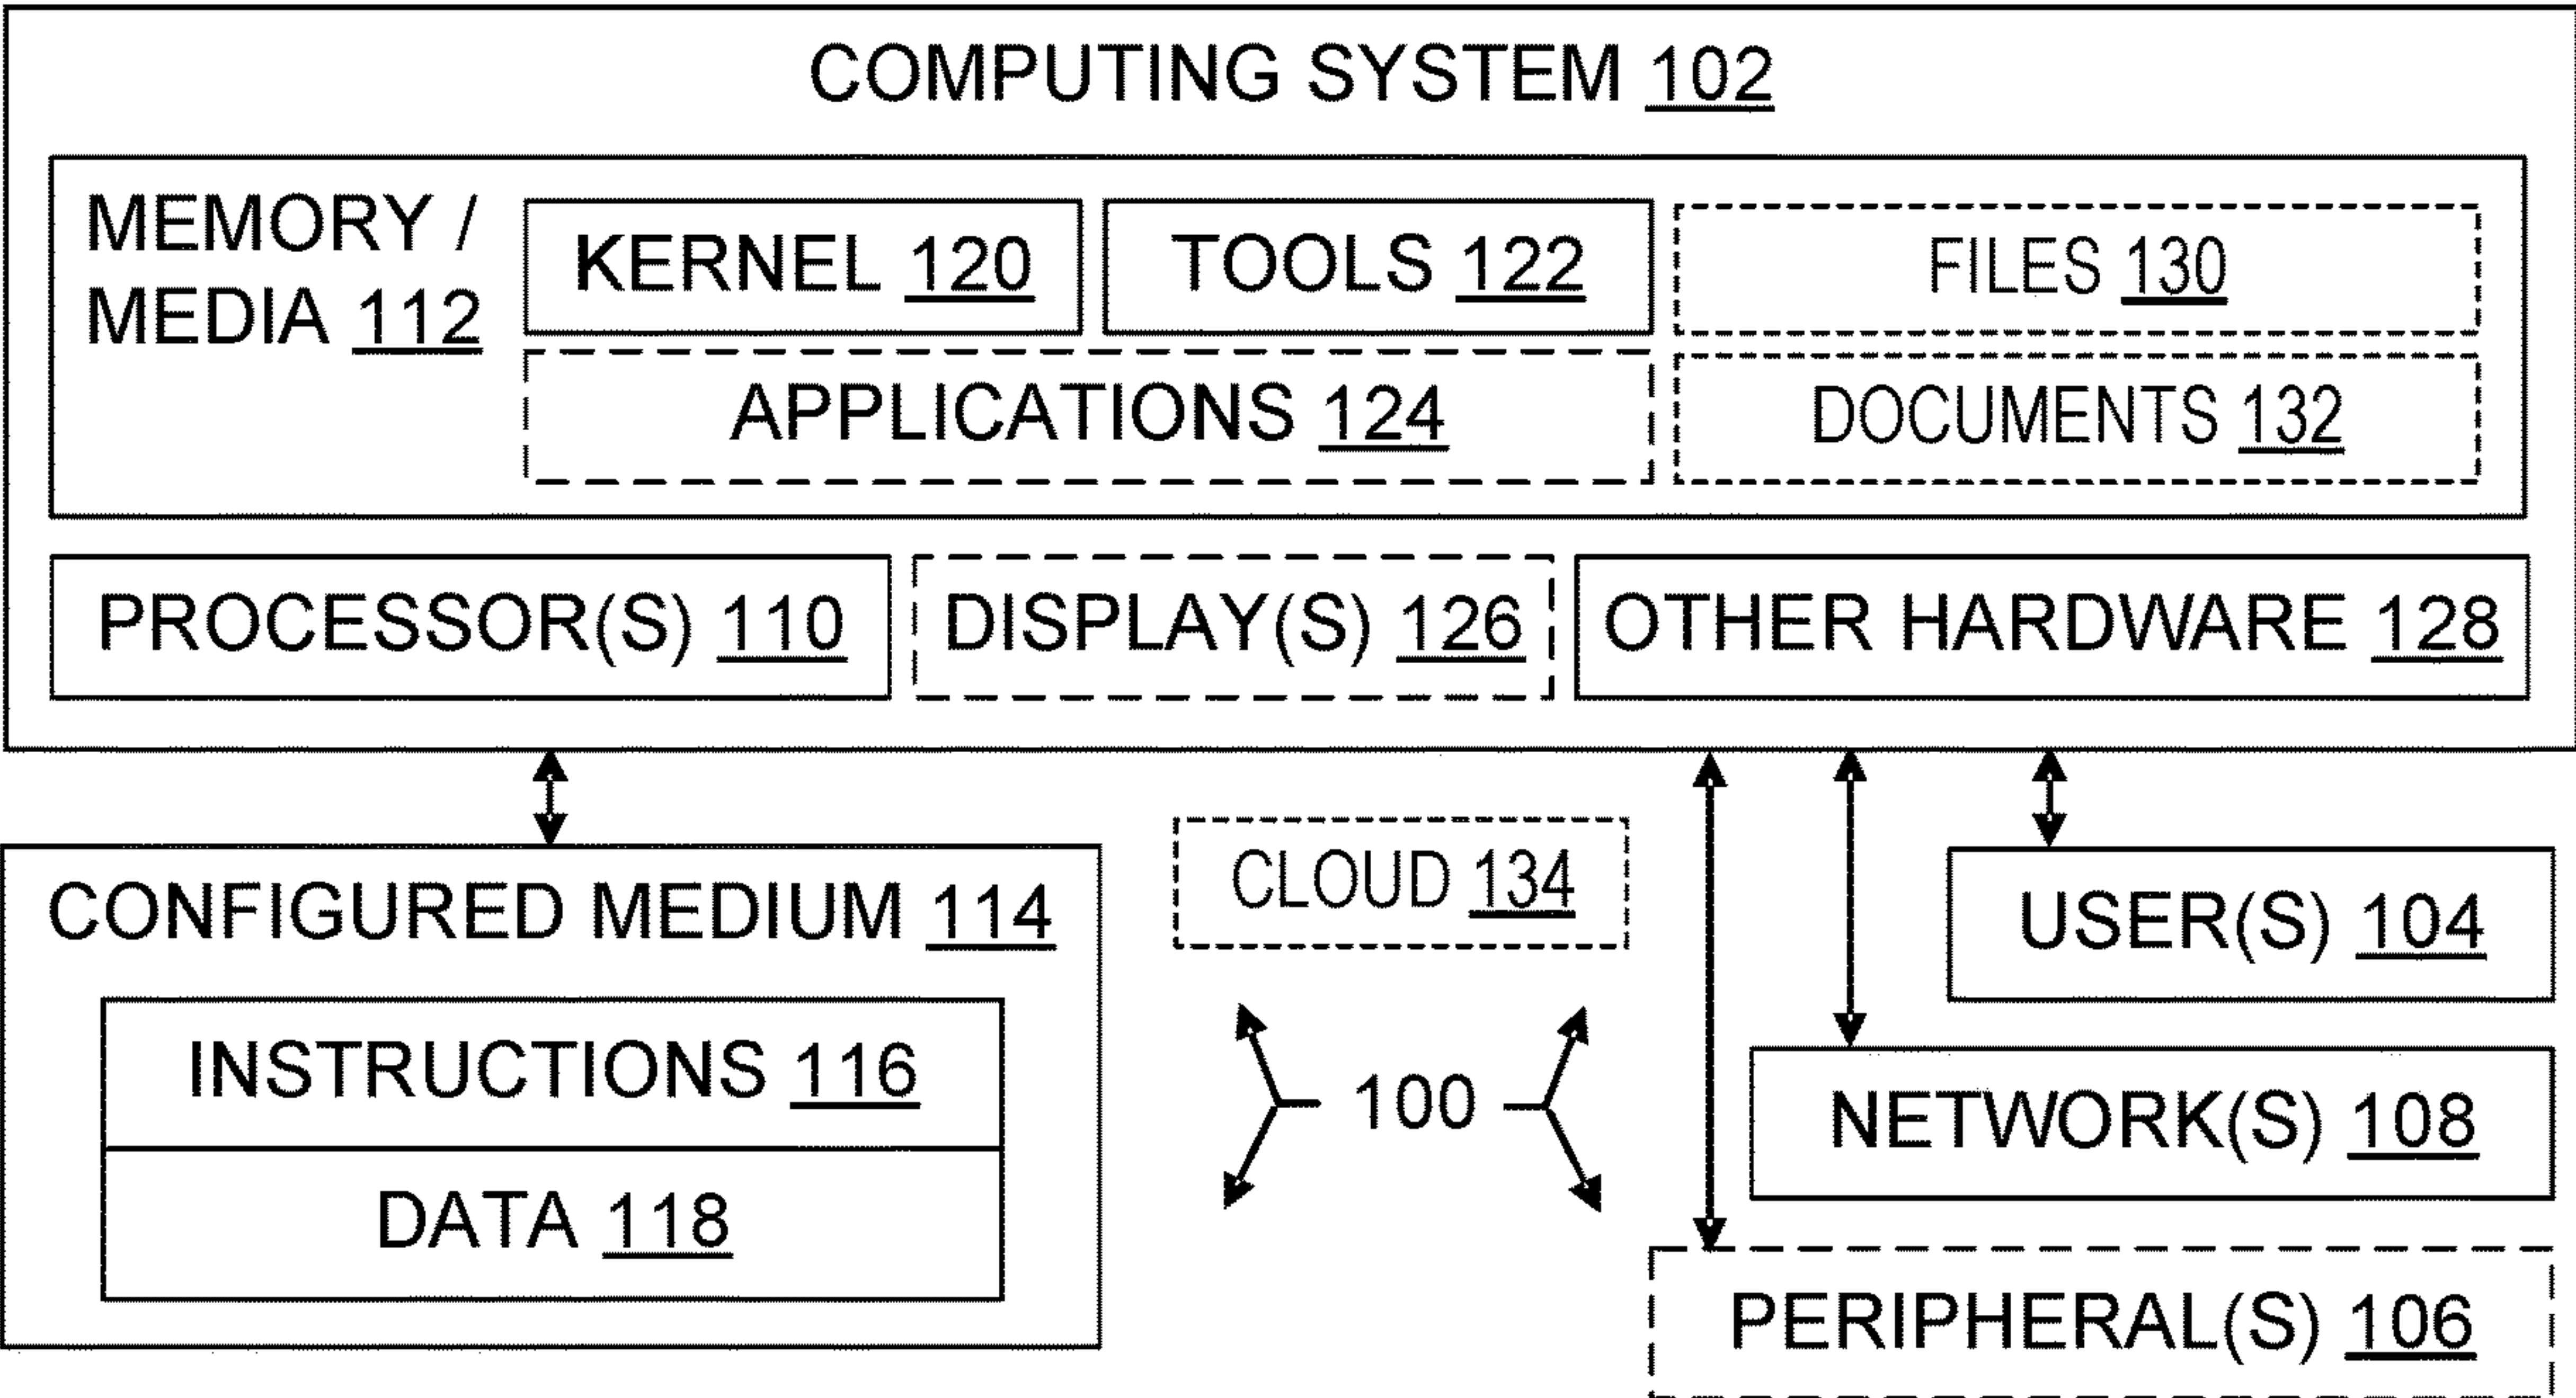 COMPUTING SYSTEM 102
MEMORY /
MEDIA 112
KERNEL 120
TOOLS 122
FILES 130
APPLICATIONS 124
DOCUMENTS 132
PROCESSOR(S) 110
DISPLAY(S) 126
OTHER HARDWARE 128
CONFIGURED MEDIUM 114
INSTRUCTIONS 116
DATA 118
CLOUD 134
100
USER(S) 104
NETWORK(S) 108
PERIPHERAL(S) 106